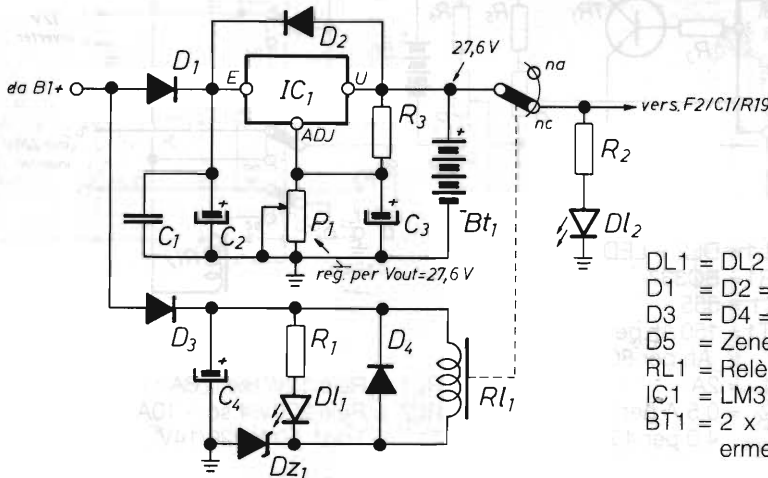 D2
27,6 V
na
D1
da B1+
E
IC1
U
nc
vers. F2/C1/R19
ADJ
R3
R2
+
C1
+
C2
P1
+
C3
-Bt1
Dl2
reg. per Vout=27,6 V
D3
+
C4
R1
D4
Dl1
Rl1
Dz1
DL1 = DL2
D1 = D2 =
D3 = D4 =
D5 = Zene
RL1 = Relè
IC1 = LM3
BT1 = 2 x
erme